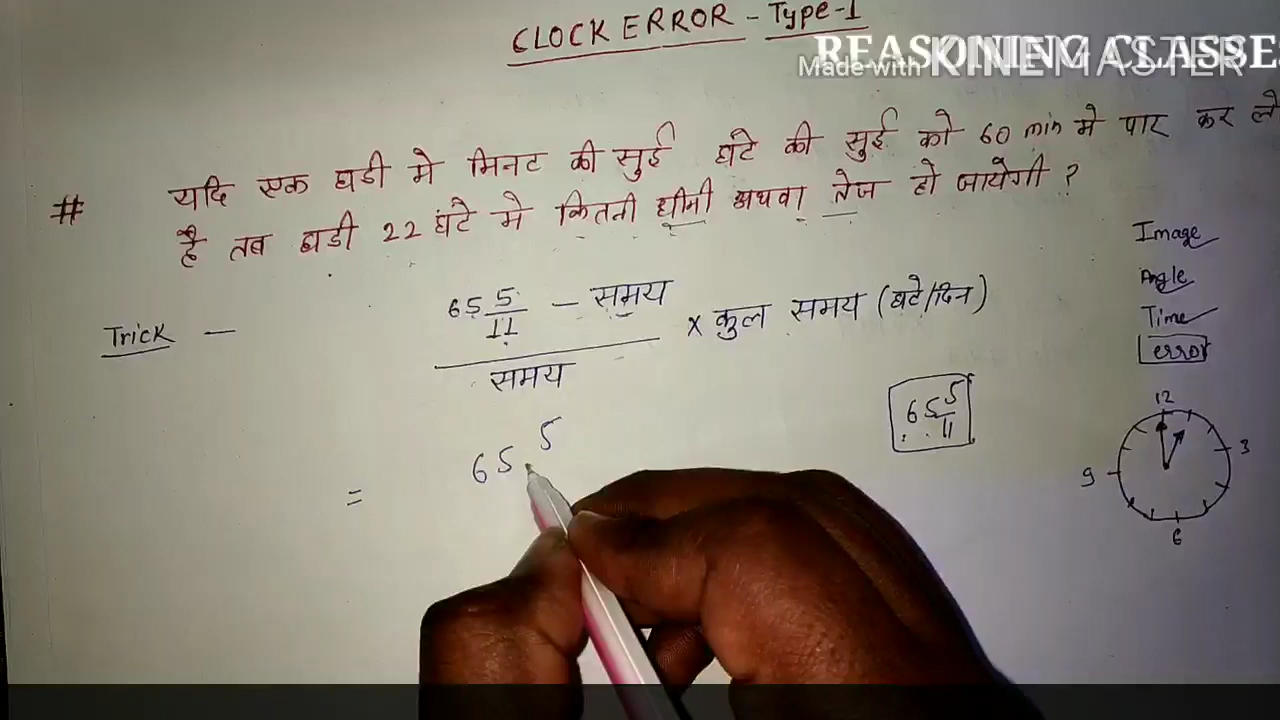 CLOCK ERROR - Type-1
REASONING CLASSE
Made with KINEMASTER
# यदि एक घडी मे मिनट की सुई घंटे की सुई को 60 min मे पार कर ले
है तब घडी 22 घंटे मे कितनी धीमी अथवा तेज हो जायेगी ?
Image
Angle
Time
error
Trick - 65 5/11 - समय / समय × कुल समय (घंटे/दिन)
65 5/11
= 65 5
12
3
6
9